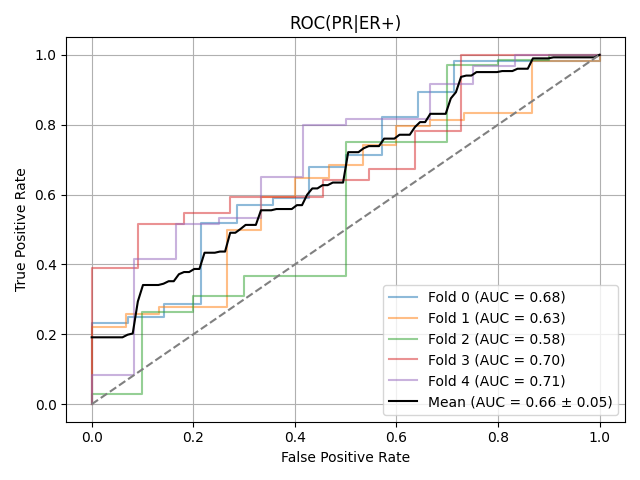 ROC(PR|ER+)
True Positive Rate
1.0
0.8
0.6
0.4
0.2
0.0
Fold 0 (AUC = 0.68)
Fold 1 (AUC = 0.63)
Fold 2 (AUC = 0.58)
Fold 3 (AUC = 0.70)
Fold 4 (AUC = 0.71)
Mean (AUC = 0.66 ± 0.05)
0.0 0.2 0.4 0.6 0.8 1.0
False Positive Rate